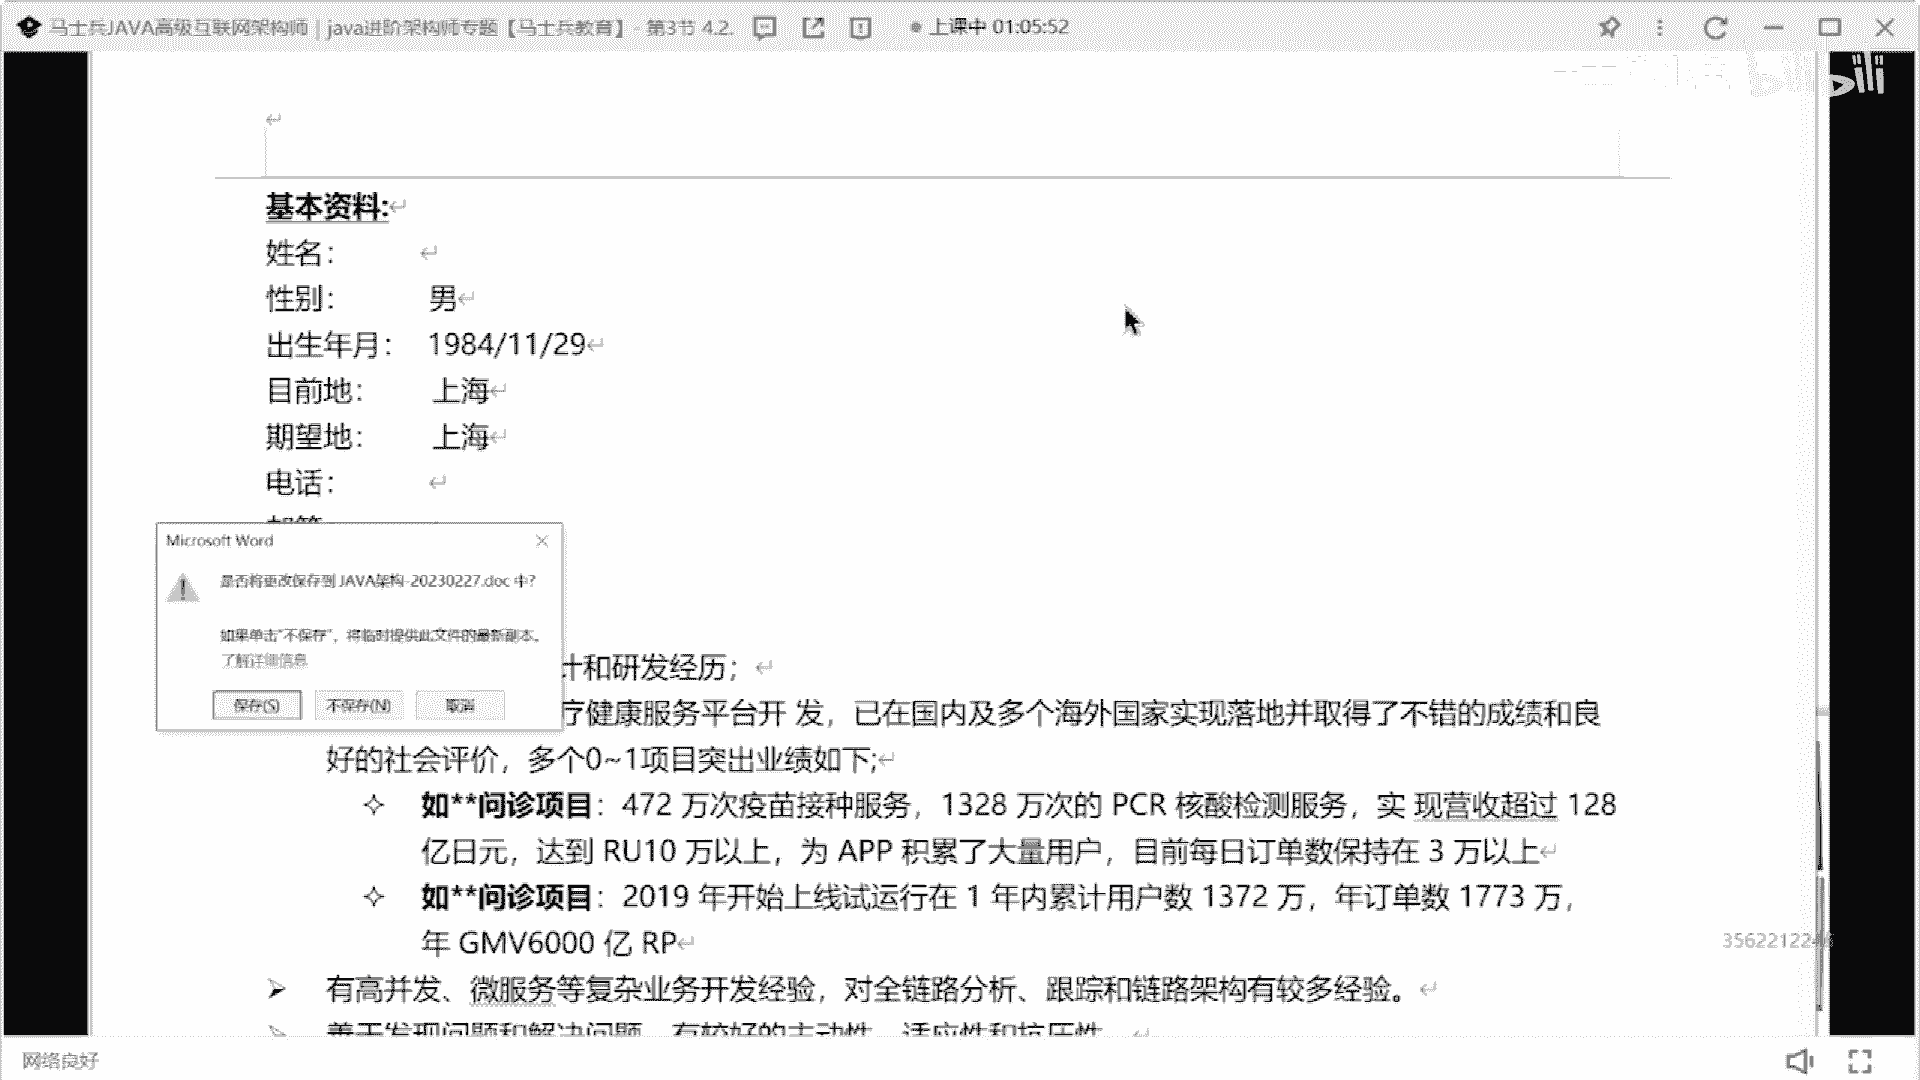 马士兵JAVA高级互联网架构师 | java进阶架构师专题【马士兵教育】 - 第3节 4.2.
上课中 01:05:52
基本资料:
姓名：
性别： 男
出生年月： 1984/11/29
目前地： 上海
期望地： 上海
电话：
Microsoft Word
是否将更改保存到 JAVA架构-20230227.doc 中?
如果单击"不保存"，将临时提供此文件的最新副本。
了解详细信息
保存(S) 不保存(N) 取消
计和研发经历；
疗健康服务平台开 发，已在国内及多个海外国家实现落地并取得了不错的成绩和良
好的社会评价，多个0~1项目突出业绩如下;
如**问诊项目：472 万次疫苗接种服务，1328 万次的 PCR 核酸检测服务，实 现营收超过 128
亿日元，达到 RU10 万以上，为 APP 积累了大量用户，目前每日订单数保持在 3 万以上
如**问诊项目：2019 年开始上线试运行在 1 年内累计用户数 1372 万，年订单数 1773 万，
年 GMV6000 亿 RP
有高并发、微服务等复杂业务开发经验，对全链路分析、跟踪和链路架构有较多经验。
善于发现问题和解决问题，有较好的主动性、适应性和抗压性。
网络良好